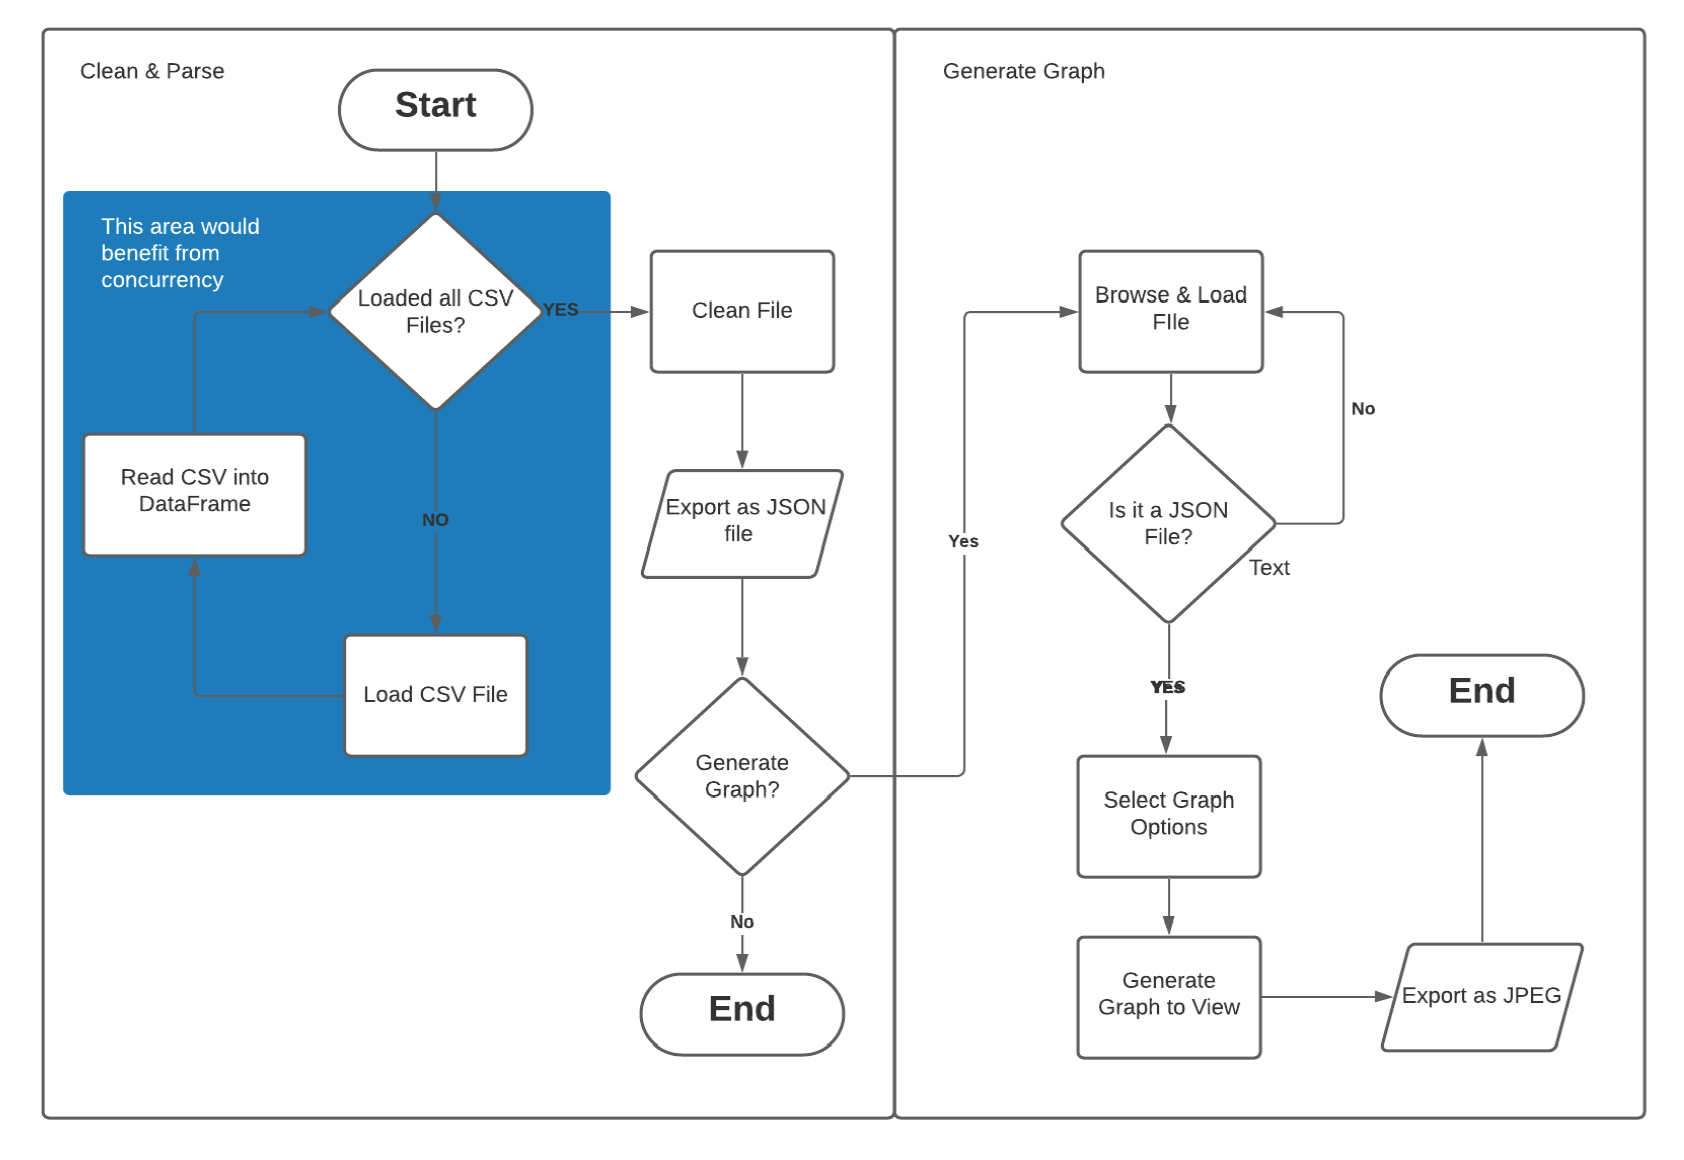 Clean & Parse
Start
This area would
benefit from
concurrency
Loaded all CSV
Files?
YES
Clean File
Read CSV into
DataFrame
NO
Load CSV File
Export as JSON
file
Generate
Graph?
No
End
Yes
Generate Graph
Browse & Load
FIle
No
Is it a JSON
File?
Text
YES
Select Graph
Options
Generate
Graph to View
Export as JPEG
End